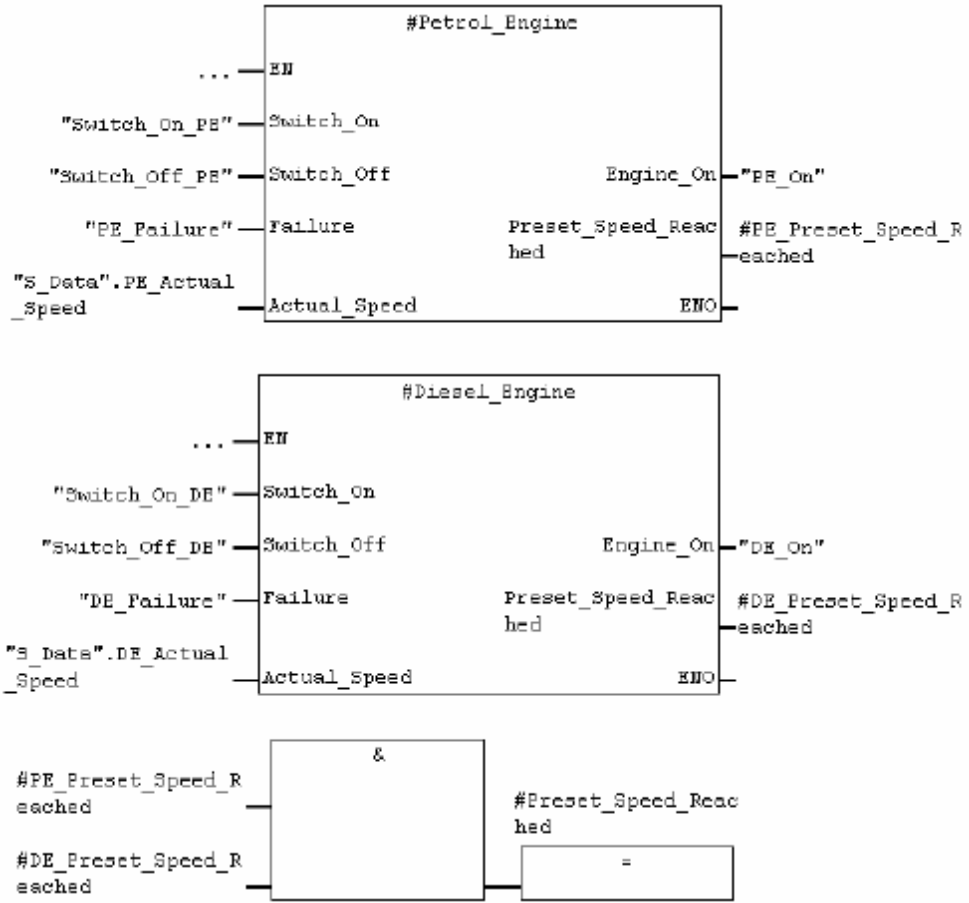 #Petrol_Engine
... EN
"Switch_On_PE" Switch_On
"Switch_Off_PE" Switch_Off Engine_On "PE_On"
"PE_Failure" Failure Preset_Speed_Reac #PE_Preset_Speed_R
hed eached
"S_Data".PE_Actual
_Speed Actual_Speed ENO
#Diesel_Engine
... EN
"Switch_On_DE" Switch_On
"Switch_Off_DE" Switch_Off Engine_On "DE_On"
"DE_Failure" Failure Preset_Speed_Reac #DE_Preset_Speed_R
hed eached
"S_Data".DE_Actual
_Speed Actual_Speed ENO
&
#PE_Preset_Speed_R
eached
#Preset_Speed_Reac
hed
#DE_Preset_Speed_R
eached
=